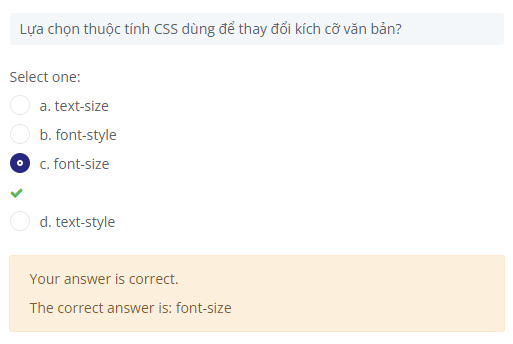 Lựa chọn thuộc tính CSS dùng để thay đổi kích cỡ văn bản?
Select one:
a. text-size
b. font-style
c. font-size
d. text-style
Your answer is correct.
The correct answer is: font-size